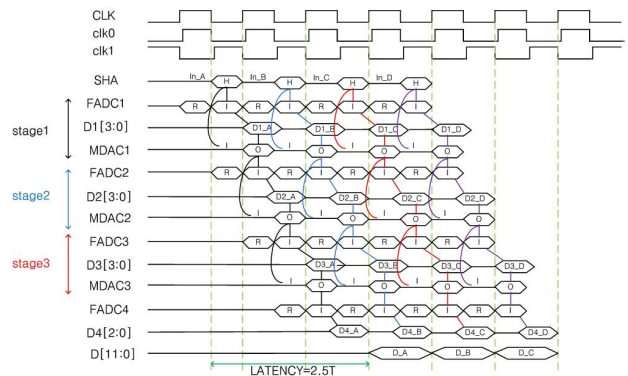 CLK
clk0
clk1
SHA In_A H In_B H In_C H In_D H
FADC1 R I R I R I R I
stage1
D1[3:0] D1_A D1_B D1_C D1_D
MDAC1 I O I O I O I O
FADC2 R I R I R I R I
stage2
D2[3:0] D2_A D2_B D2_C D2_D
MDAC2 I O I O I O I O
FADC3 R I R I R I R I
stage3
D3[3:0] D3_A D3_B D3_C D3_D
MDAC3 I O I O I O I O
FADC4 R I R I R I R I
D4[2:0] D4_A D4_B D4_C D4_D
D[11:0] D_A D_B D_C
LATENCY=2.5T